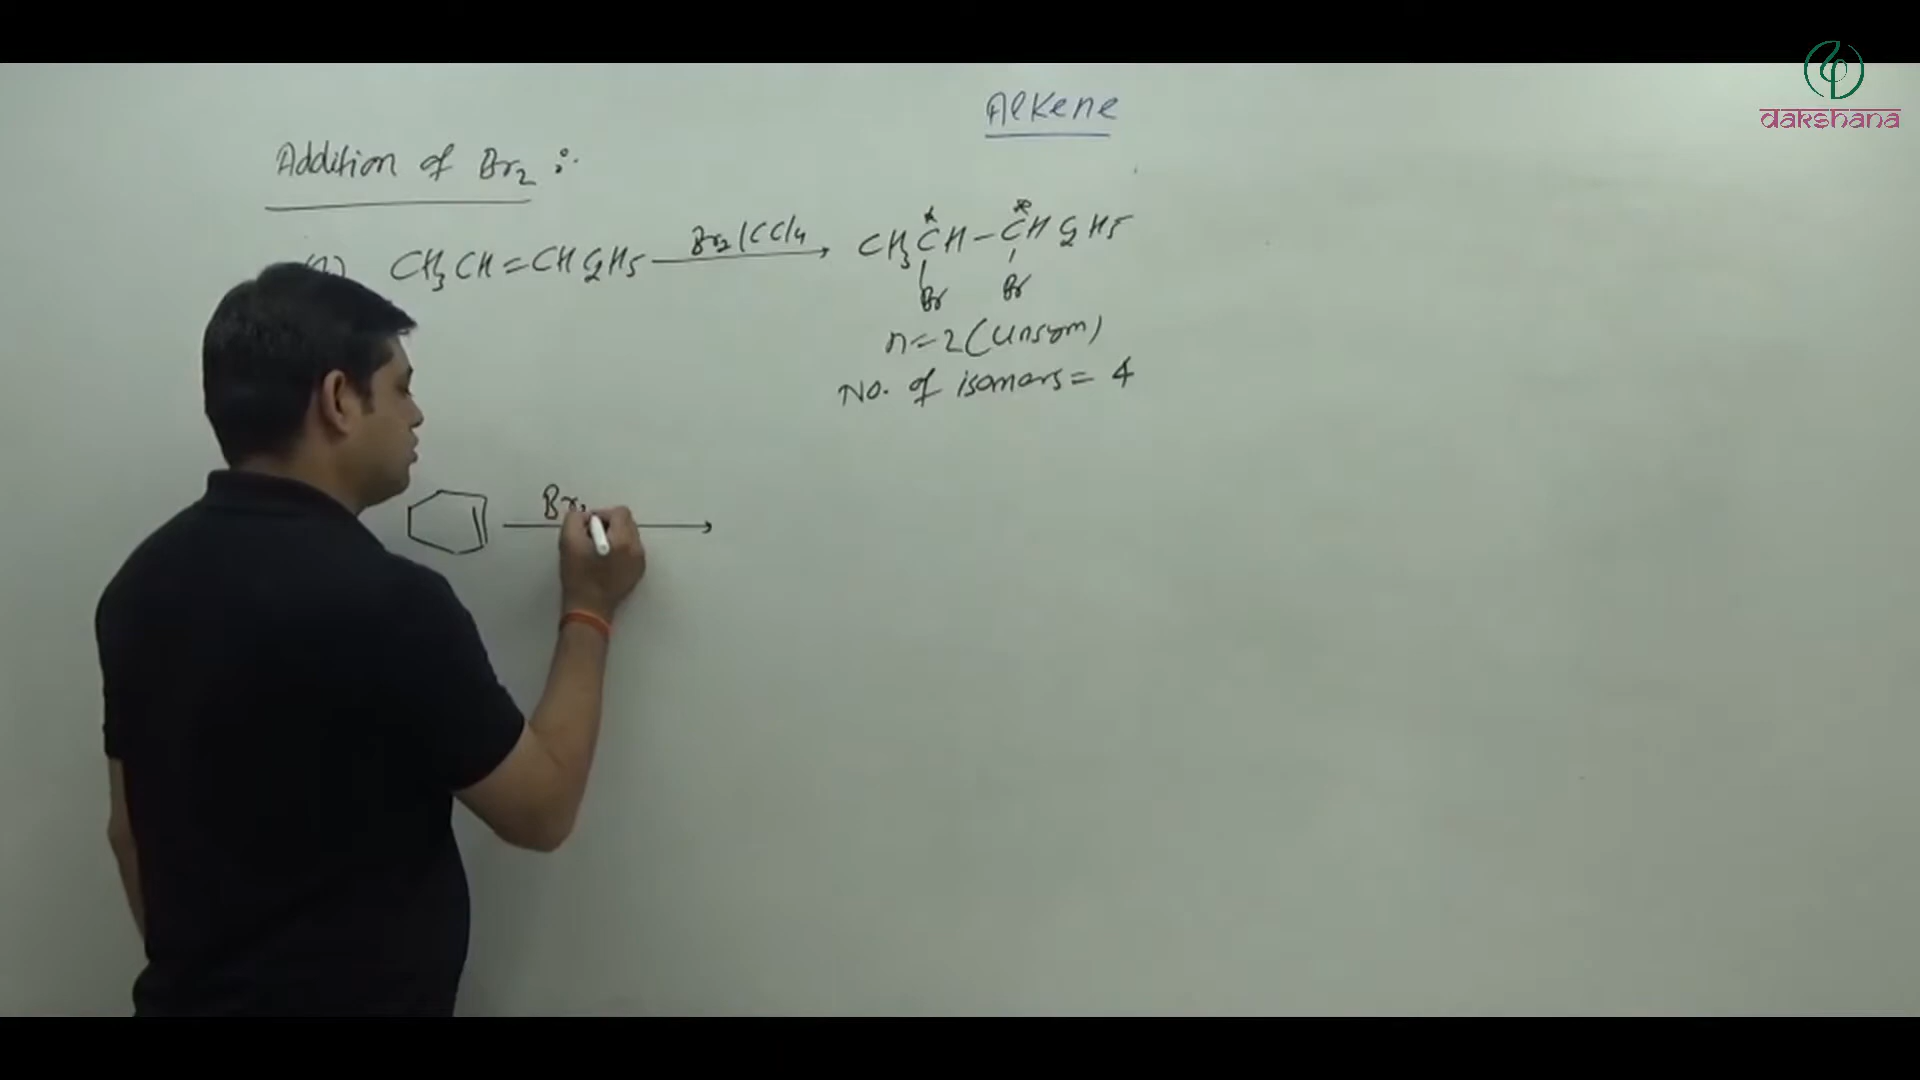 Alkene
dakshana
Addition of Br2 :-
CH3CH=CHC2H5 Br2/CCl4 → CH3CH-CHC2H5
* *
Br Br
n=2(unsym)
No. of isomers= 4
Br2